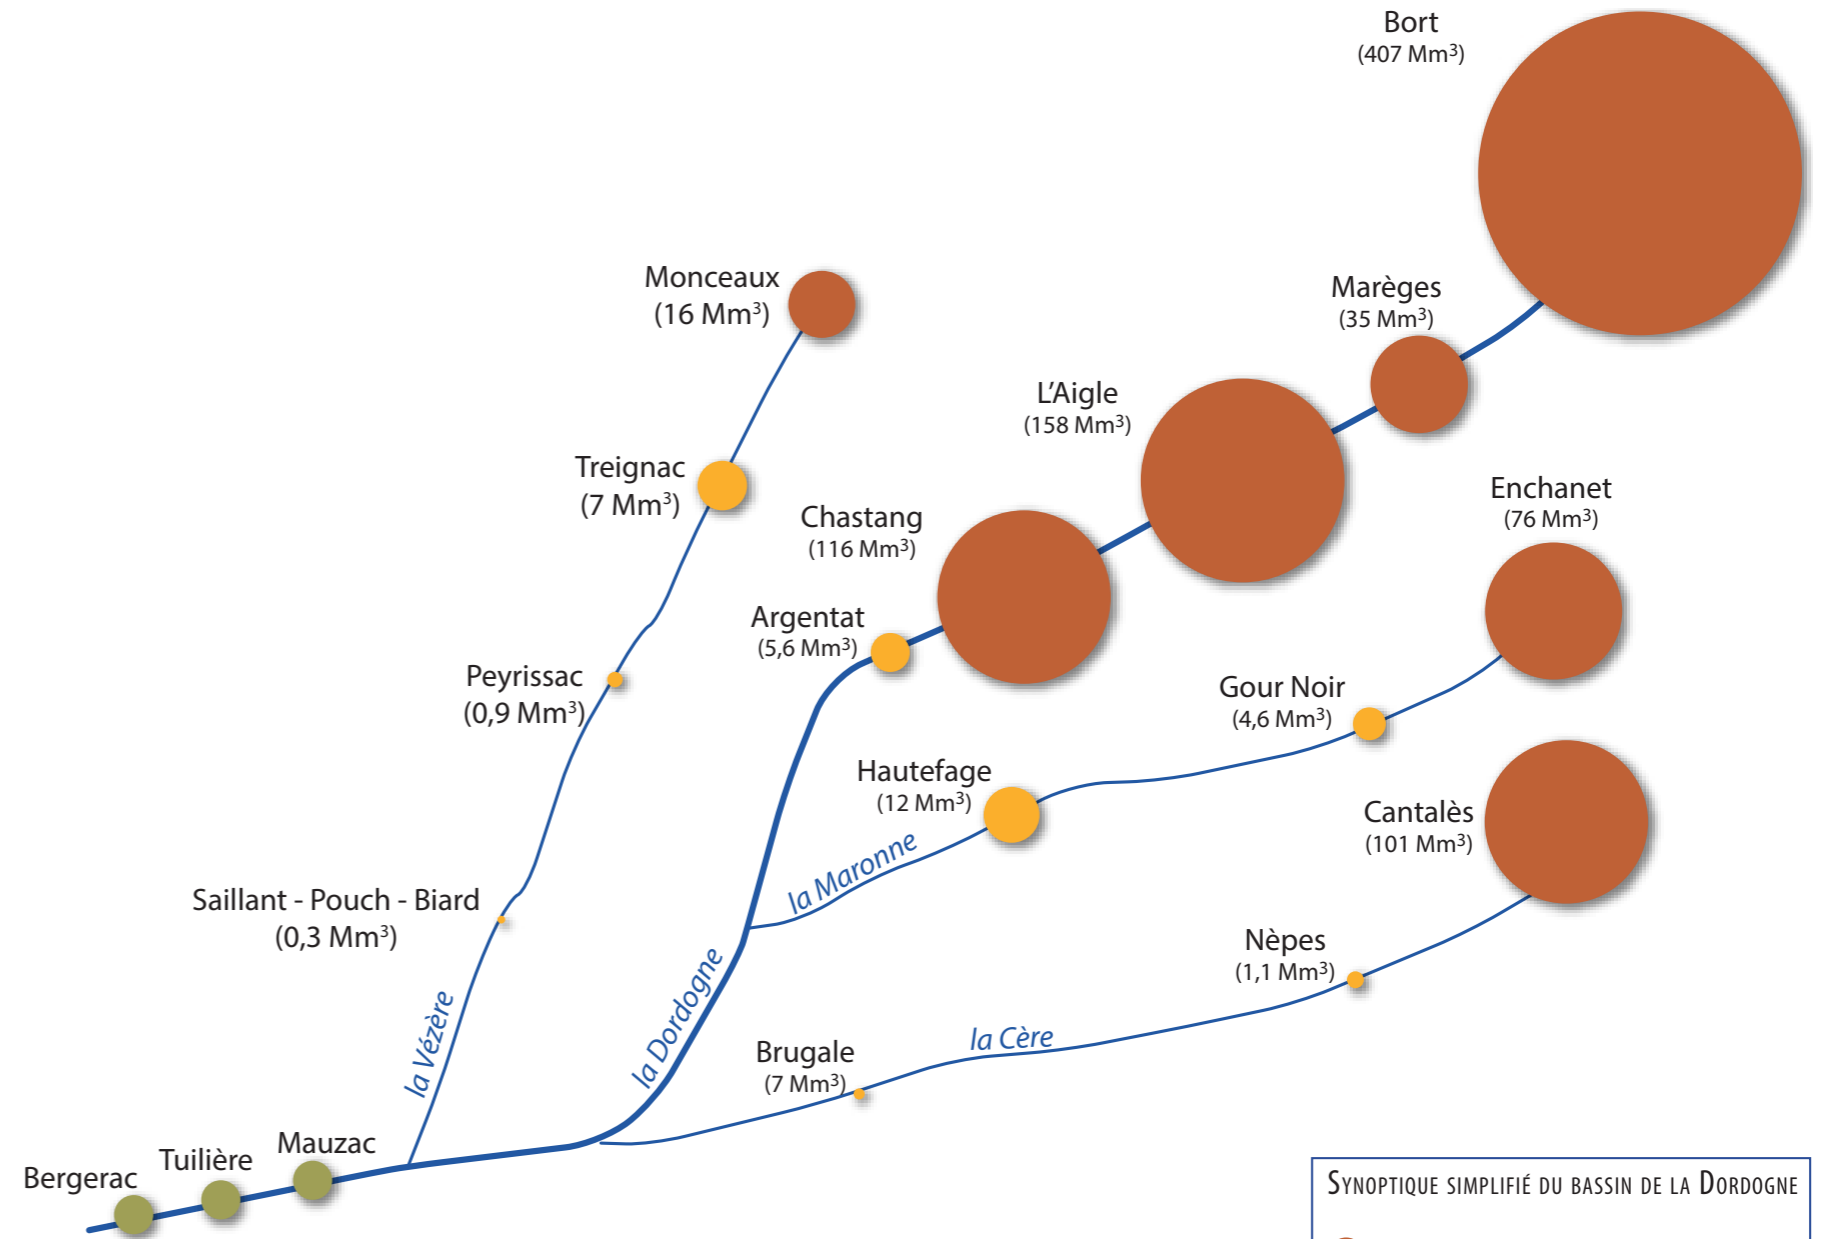 Bort
(407 Mm³)
Marèges
(35 Mm³)
Monceaux
(16 Mm³)
L'Aigle
(158 Mm³)
Treignac
(7 Mm³)
Enchanet
(76 Mm³)
Chastang
(116 Mm³)
Argentat
(5,6 Mm³)
Peyrissac
(0,9 Mm³)
Gour Noir
(4,6 Mm³)
Hautefage
(12 Mm³)
Cantalès
(101 Mm³)
la Maronne
Saillant - Pouch - Biard
(0,3 Mm³)
Nèpes
(1,1 Mm³)
la Dordogne
la Vézère
la Cère
Brugale
(7 Mm³)
Mauzac
Tuilière
Bergerac
Synoptique simplifié du bassin de la Dordogne